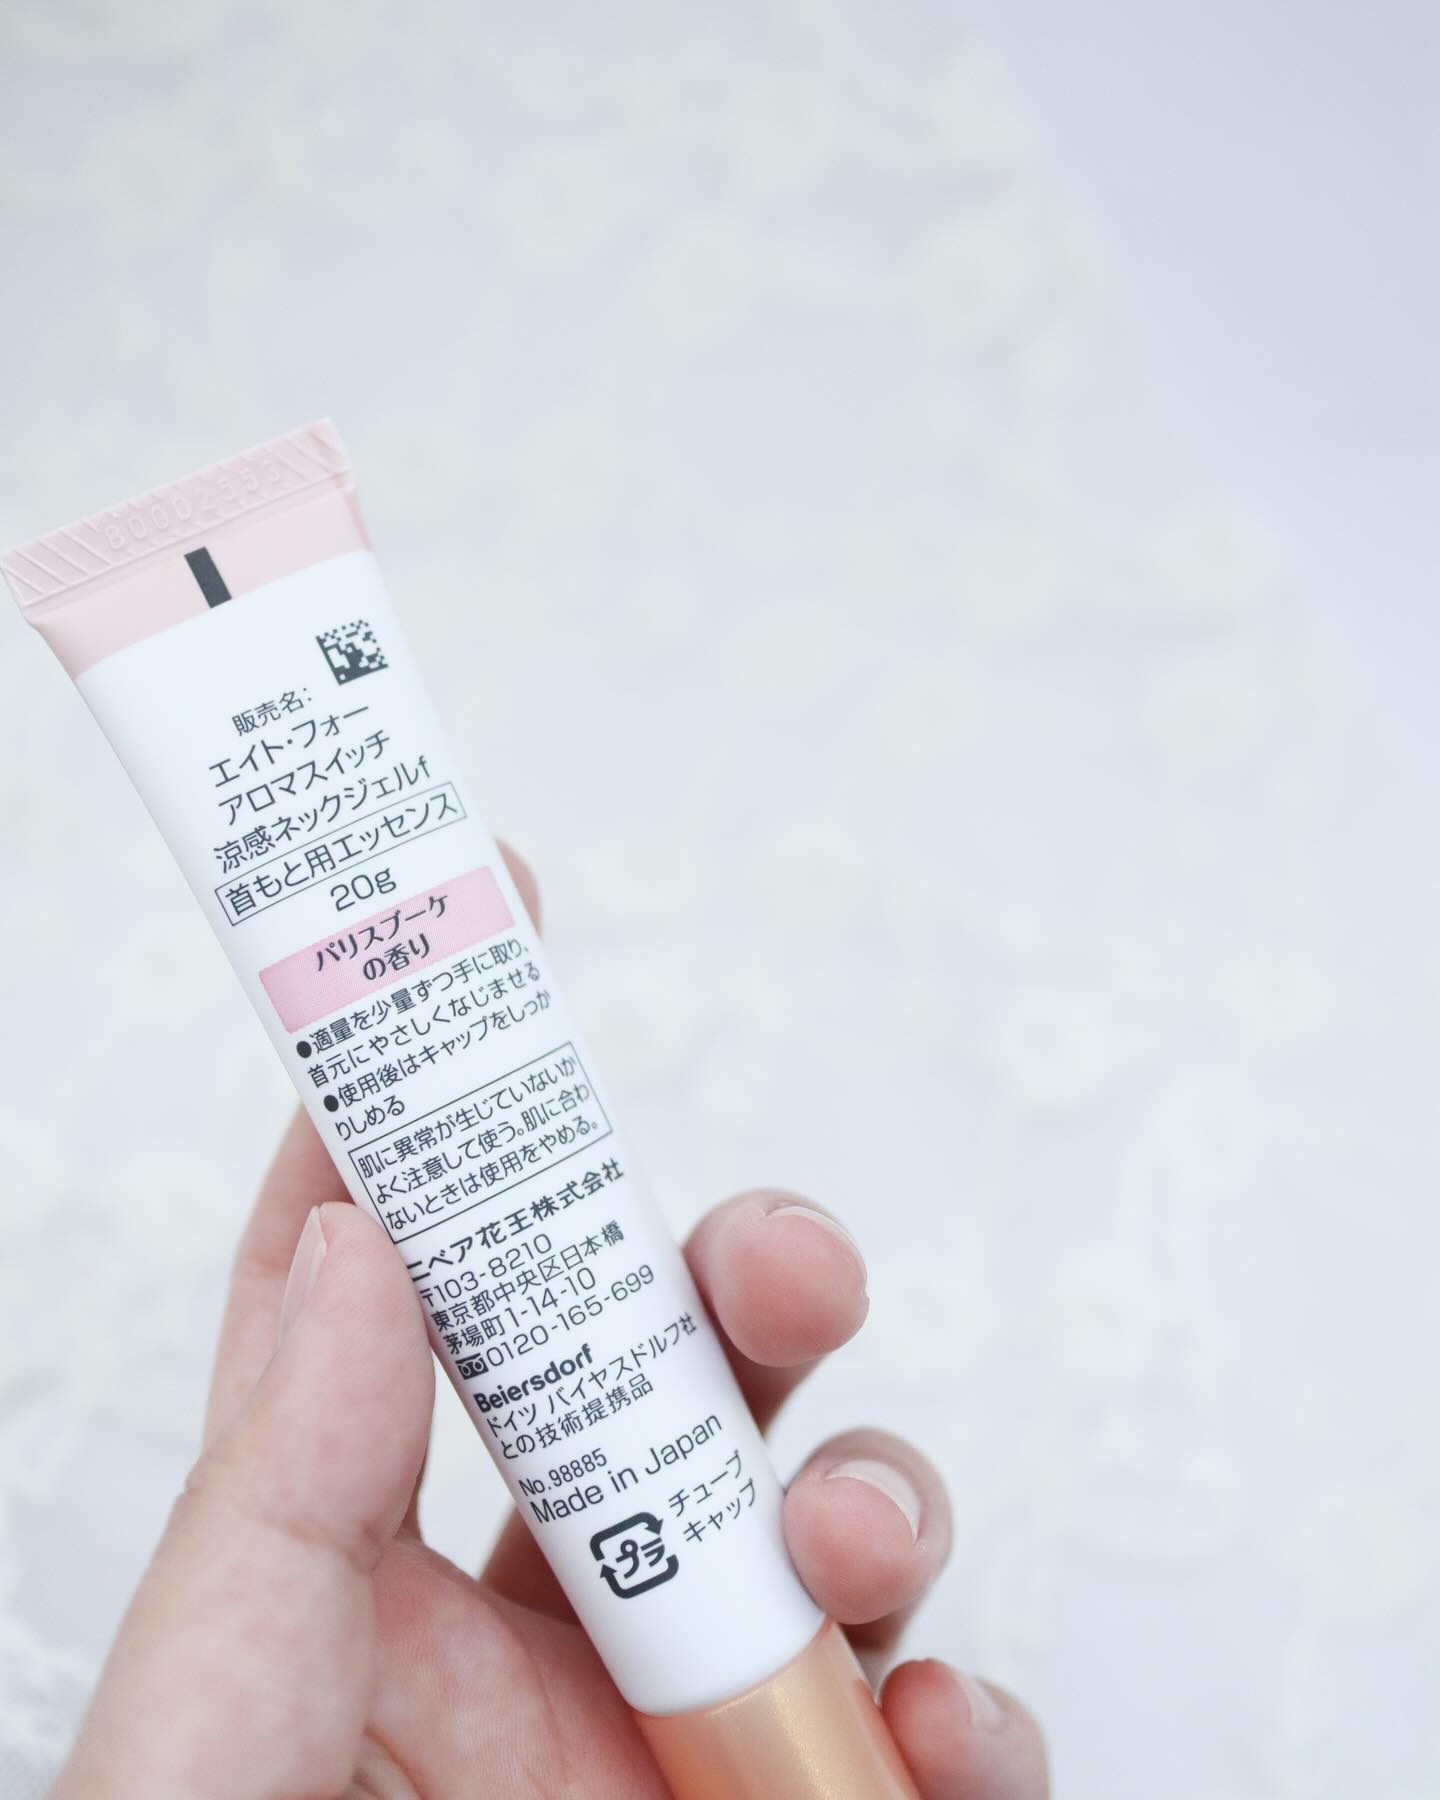 80002553
販売名：
エイト・フォー
アロマスイッチ
涼感ネックジェルf
首もと用エッセンス
20g
パリスブーケ
の香り
●適量を少量ずつ手に取り、
首元にやさしくなじませる
●使用後はキャップをしっか
りしめる
肌に異常が生じていないか
よく注意して使う。肌に合わ
ないときは使用をやめる。
ニベア花王株式会社
〒103-8210
東京都中央区日本橋
茅場町1-14-10
0120-165-699
Beiersdorf
ドイツ バイヤスドルフ社
との技術提携品
No.98885
Made in Japan
プラ
チューブ
キャップ